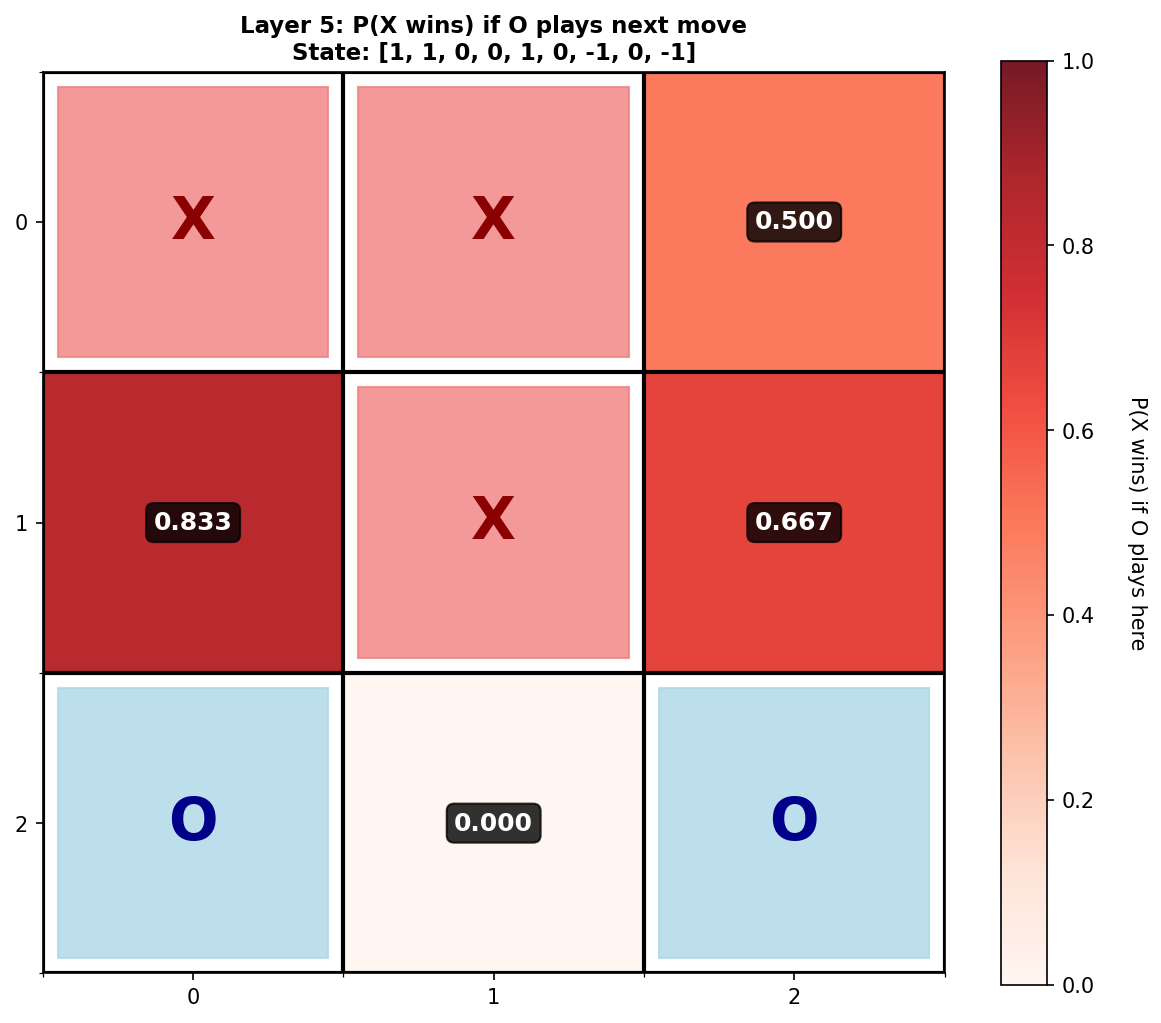 Layer 5: P(X wins) if O plays next move
State: [1, 1, 0, 0, 1, 0, -1, 0, -1]
X
X
0.500
0.833
X
0.667
O
0.000
O
0
1
2
0
1
2
1.0
0.8
0.6
0.4
0.2
0.0
P(X wins) if O plays here